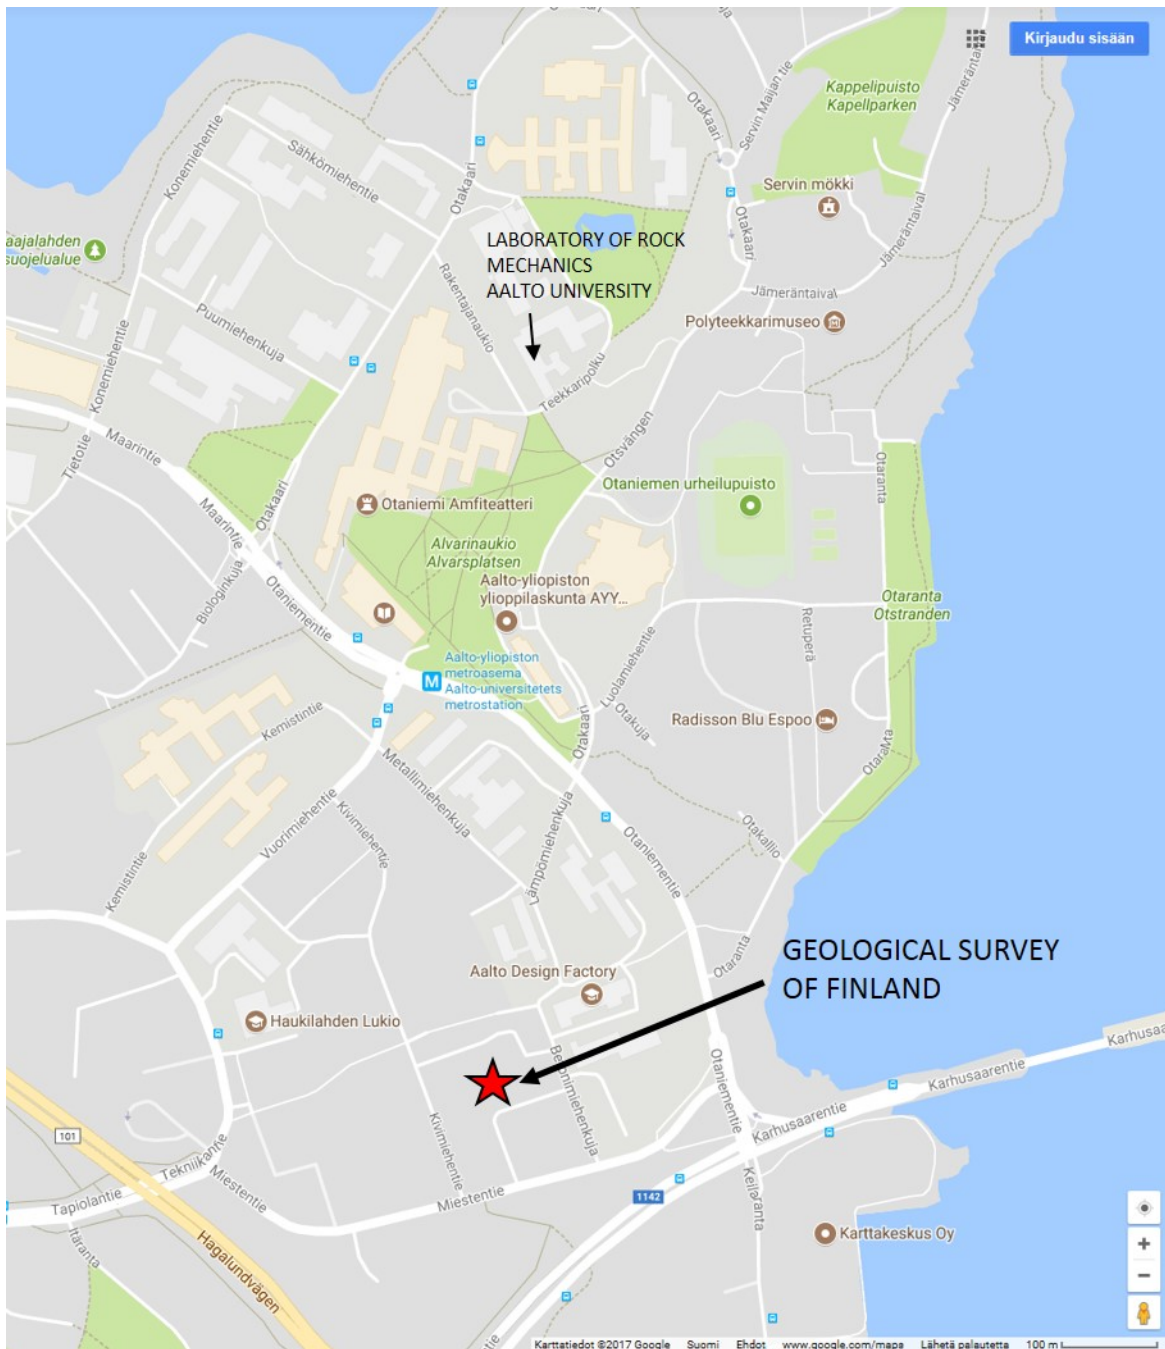 Kirjaudu sisään
Otakaari
Servin Maijan tie
Jämeräntaival
Kappelipuisto
Kapellparken
Konemiehentie
Sähkömiehentie
Otakaari
Otakaari
Servin mökki
Jämeräntaival
aajalahden
suojelualue
LABORATORY OF ROCK
MECHANICS
AALTO UNIVERSITY
Rakentajanaukio
Jämeräntaival
Puumiehenkuja
Polyteekkarimuseo
Konemiehentie
Teekkaripolku
Maarintie
Tietotie
Otsvängen
Otaranta
Otaniemen urheilupuisto
Maarintie
Otakaari
Otaniemi Amfiteatteri
Alvarinaukio
Alvarsplatsen
Biologinkuja
Otaniementie
Aalto-yliopiston
ylioppilaskunta AYY...
Otaranta
Otstranden
Retuperä
Luolamiehentie
Aalto-yliopiston
metroasema
Aalto-universitetets
metrostation
M
Kemistintie
Otakaari
Otakuja
Radisson Blu Espoo
Otaranta
Metallimiehenkuja
Kivimiehentie
Vuorimiehentie
Lämpömiehenkuja
Otaniementie
Otakallio
Kemistintie
GEOLOGICAL SURVEY
OF FINLAND
Otaranta
Aalto Design Factory
Haukilahden Lukio
Betonimiehenkuja
Otaniementie
Karhusaa
Karhusaarentie
Karhusaarentie
Kivimiehentie
101
Tekniikantie
Miestentie
Miestentie
Tapiolantie
1142
Keilaranta
Itäranta
Hagalundvägen
Karttakeskus Oy
Karttatiedot ©2017 Google Suomi Ehdot www.google.com/maps Lähetä palautetta 100 m